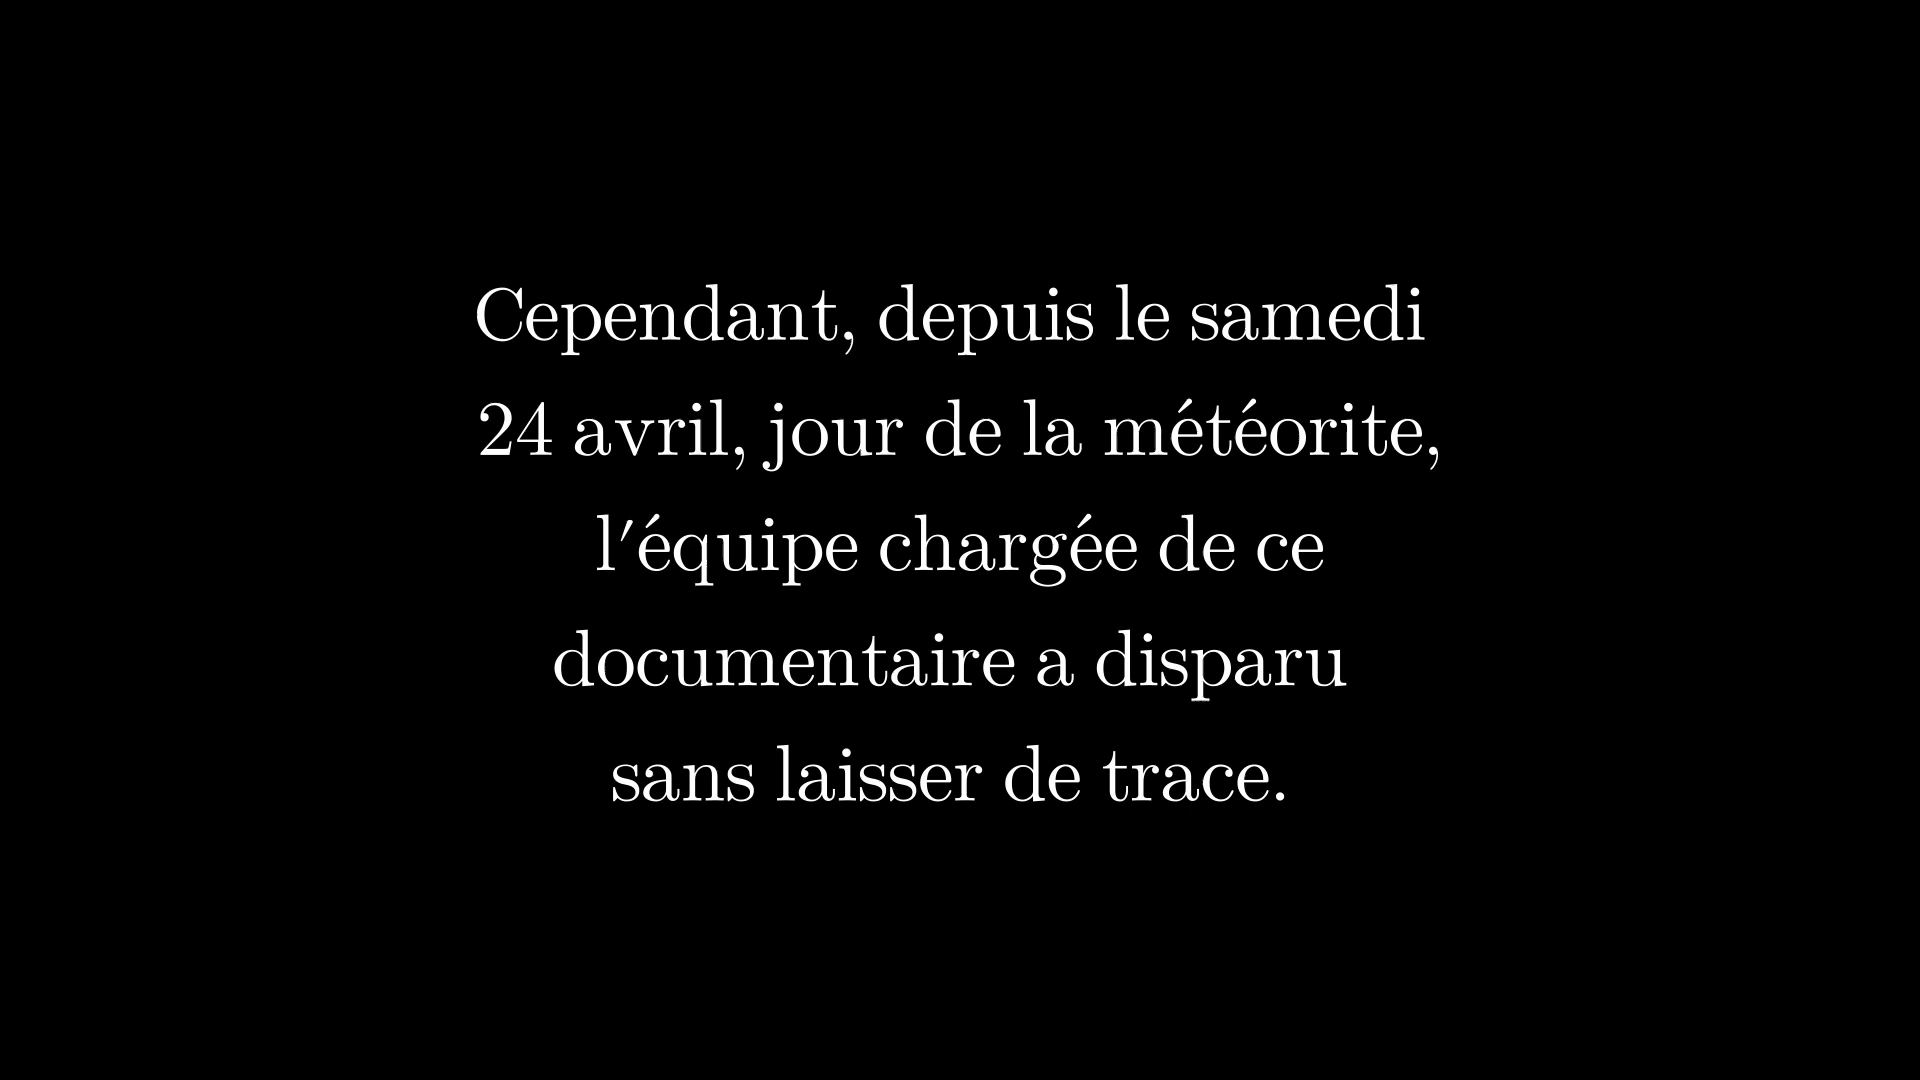 Cependant, depuis le samedi
24 avril, jour de la météorite,
l'équipe chargée de ce
documentaire a disparu
sans laisser de trace.